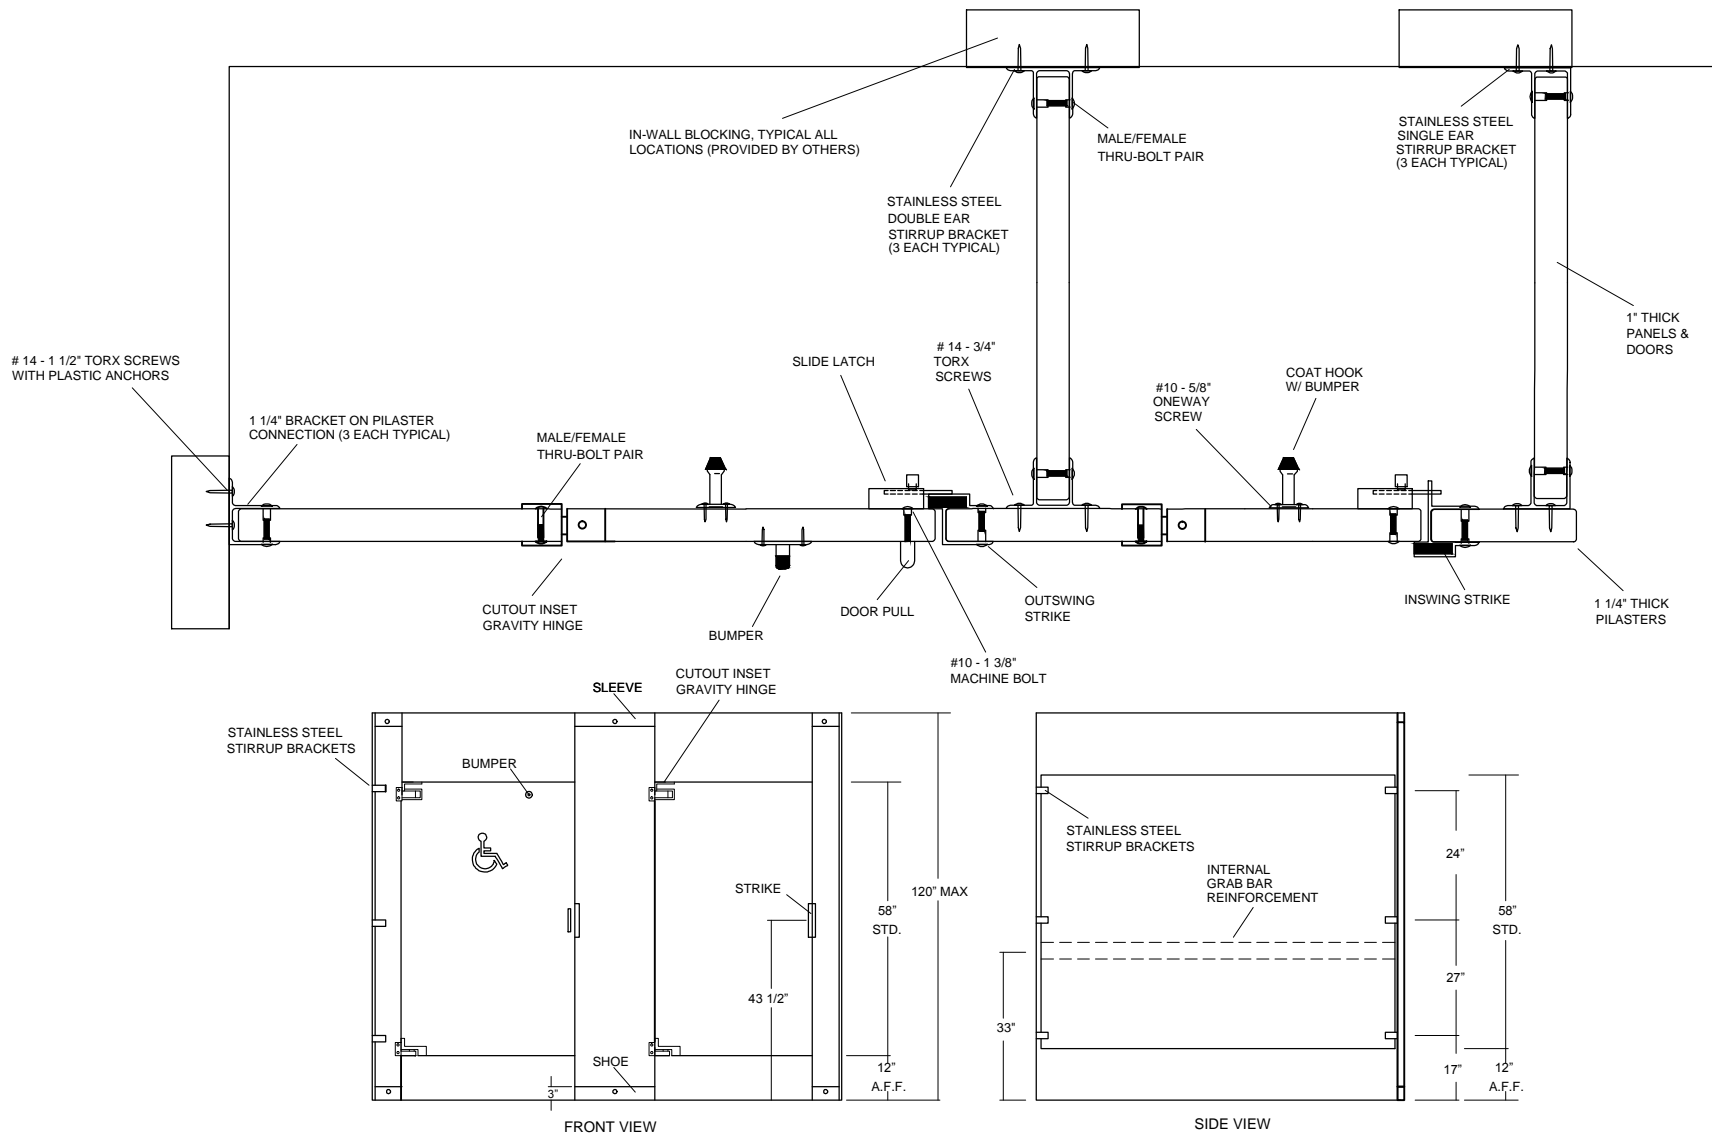 IN-WALL BLOCKING, TYPICAL ALL
LOCATIONS (PROVIDED BY OTHERS)
MALE/FEMALE
THRU-BOLT PAIR
STAINLESS STEEL
SINGLE EAR
STIRRUP BRACKET
(3 EACH TYPICAL)
STAINLESS STEEL
DOUBLE EAR
STIRRUP BRACKET
(3 EACH TYPICAL)
1" THICK
PANELS &
DOORS
# 14 - 1 1/2" TORX SCREWS
WITH PLASTIC ANCHORS
SLIDE LATCH
# 14 - 3/4"
TORX
SCREWS
#10 - 5/8"
ONEWAY
SCREW
COAT HOOK
W/ BUMPER
1 1/4" BRACKET ON PILASTER
CONNECTION (3 EACH TYPICAL)
MALE/FEMALE
THRU-BOLT PAIR
CUTOUT INSET
GRAVITY HINGE
BUMPER
DOOR PULL
OUTSWING
STRIKE
#10 - 1 3/8"
MACHINE BOLT
INSWING STRIKE
1 1/4" THICK
PILASTERS
SLEEVE
CUTOUT INSET
GRAVITY HINGE
STAINLESS STEEL
STIRRUP BRACKETS
BUMPER
STRIKE
43 1/2”
SHOE
3”
58”
STD.
120” MAX
12”
A.F.F.
FRONT VIEW
STAINLESS STEEL
STIRRUP BRACKETS
INTERNAL
GRAB BAR
REINFORCEMENT
33"
24”
27”
17”
58”
STD.
12”
A.F.F.
SIDE VIEW